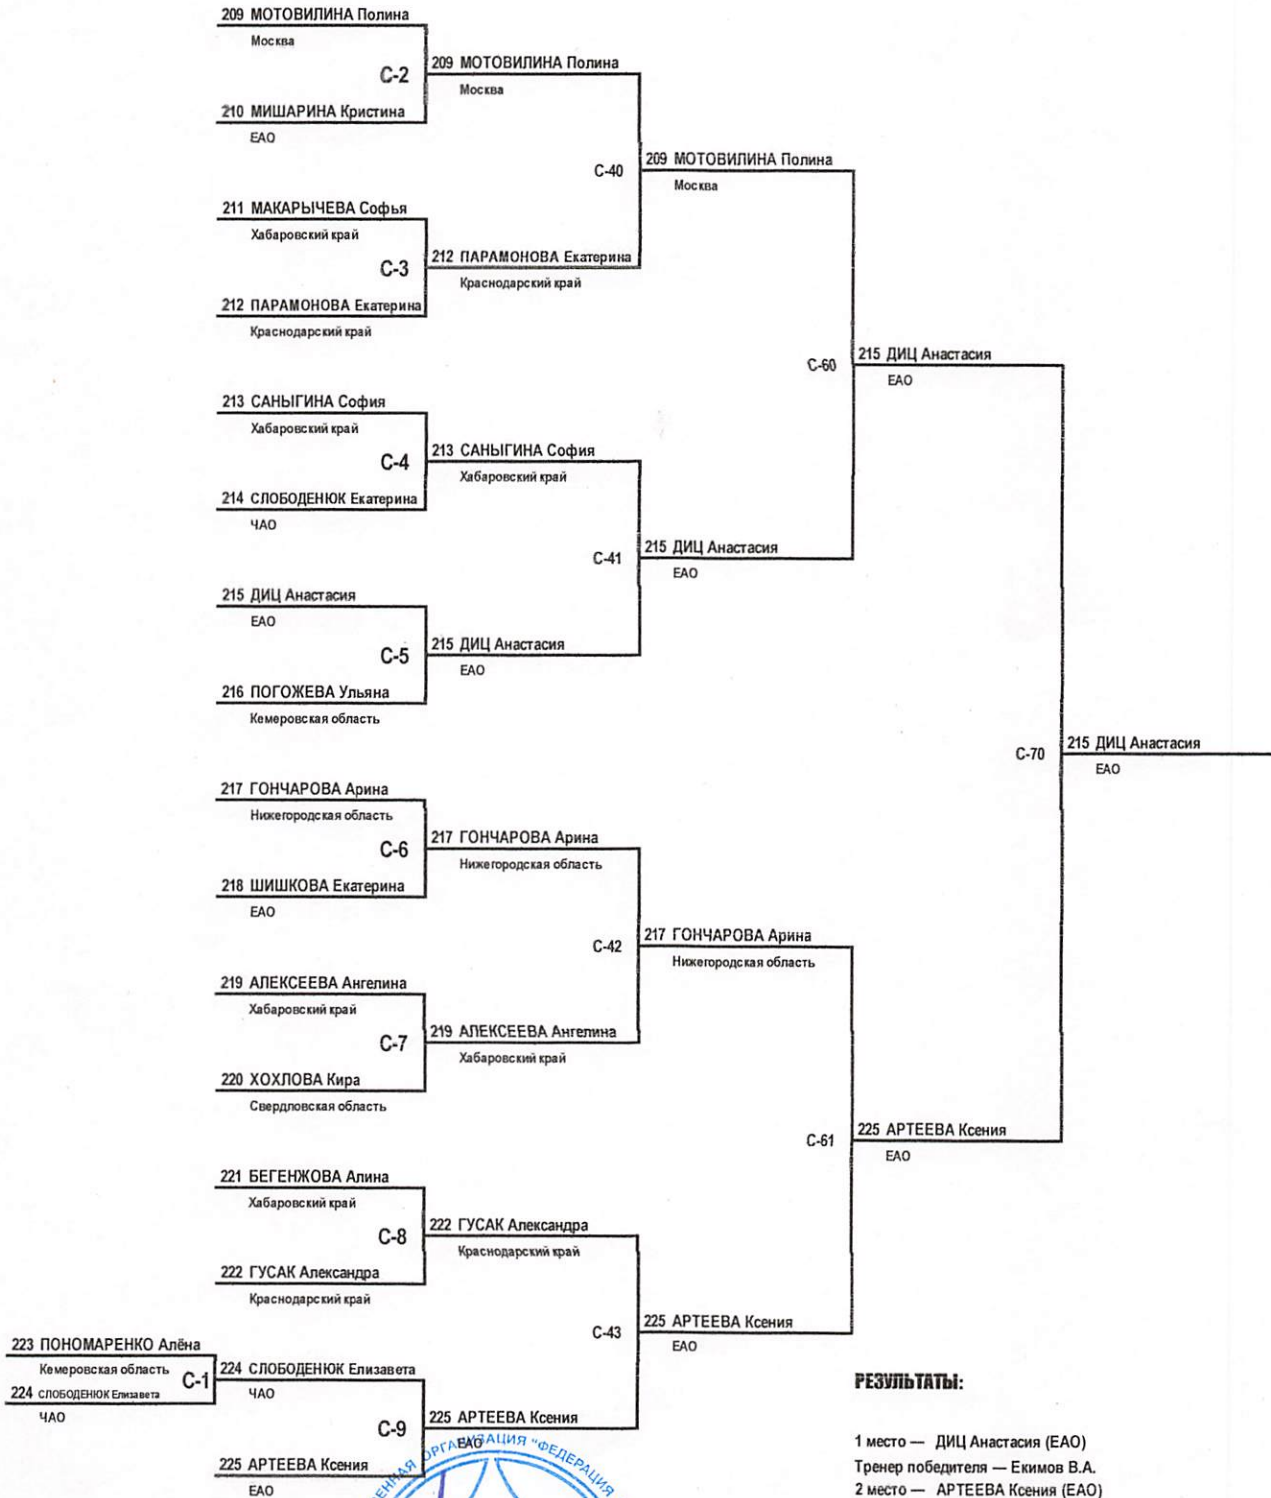 209 МОТОВИЛИНА Полина
Москва
С-2
210 МИШАРИНА Кристина
ЕАО
209 МОТОВИЛИНА Полина
Москва
С-40
211 МАКАРЫЧЕВА Софья
Хабаровский край
С-3
212 ПАРАМОНОВА Екатерина
Краснодарский край
212 ПАРАМОНОВА Екатерина
Краснодарский край
209 МОТОВИЛИНА Полина
Москва
С-60
213 САНЫГИНА София
Хабаровский край
С-4
214 СЛОБОДЕНЮК Екатерина
ЧАО
213 САНЫГИНА София
Хабаровский край
С-41
215 ДИЦ Анастасия
ЕАО
С-5
216 ПОГОЖЕВА Ульяна
Кемеровская область
215 ДИЦ Анастасия
ЕАО
215 ДИЦ Анастасия
ЕАО
215 ДИЦ Анастасия
ЕАО
С-70
215 ДИЦ Анастасия
ЕАО
217 ГОНЧАРОВА Арина
Нижегородская область
С-6
218 ШИШКОВА Екатерина
ЕАО
217 ГОНЧАРОВА Арина
Нижегородская область
С-42
219 АЛЕКСЕЕВА Ангелина
Хабаровский край
С-7
220 ХОХЛОВА Кира
Свердловская область
219 АЛЕКСЕЕВА Ангелина
Хабаровский край
217 ГОНЧАРОВА Арина
Нижегородская область
С-61
225 АРТЕЕВА Ксения
ЕАО
221 БЕГЕНЖОВА Алина
Хабаровский край
С-8
222 ГУСАК Александра
Краснодарский край
222 ГУСАК Александра
Краснодарский край
С-43
225 АРТЕЕВА Ксения
ЕАО
223 ПОНОМАРЕНКО Алёна
Кемеровская область
С-1
224 СЛОБОДЕНЮК Елизавета
ЧАО
224 СЛОБОДЕНЮК Елизавета
ЧАО
С-9
225 АРТЕЕВА Ксения
ЕАО
225 АРТЕЕВА Ксения
ЕАО
ОРГАНИЗАЦИЯ "ФЕДЕРАЦИЯ
РЕЗУЛЬТАТЫ:
1 место — ДИЦ Анастасия (ЕАО)
Тренер победителя — Екимов В.А.
2 место — АРТЕЕВА Ксения (ЕАО)